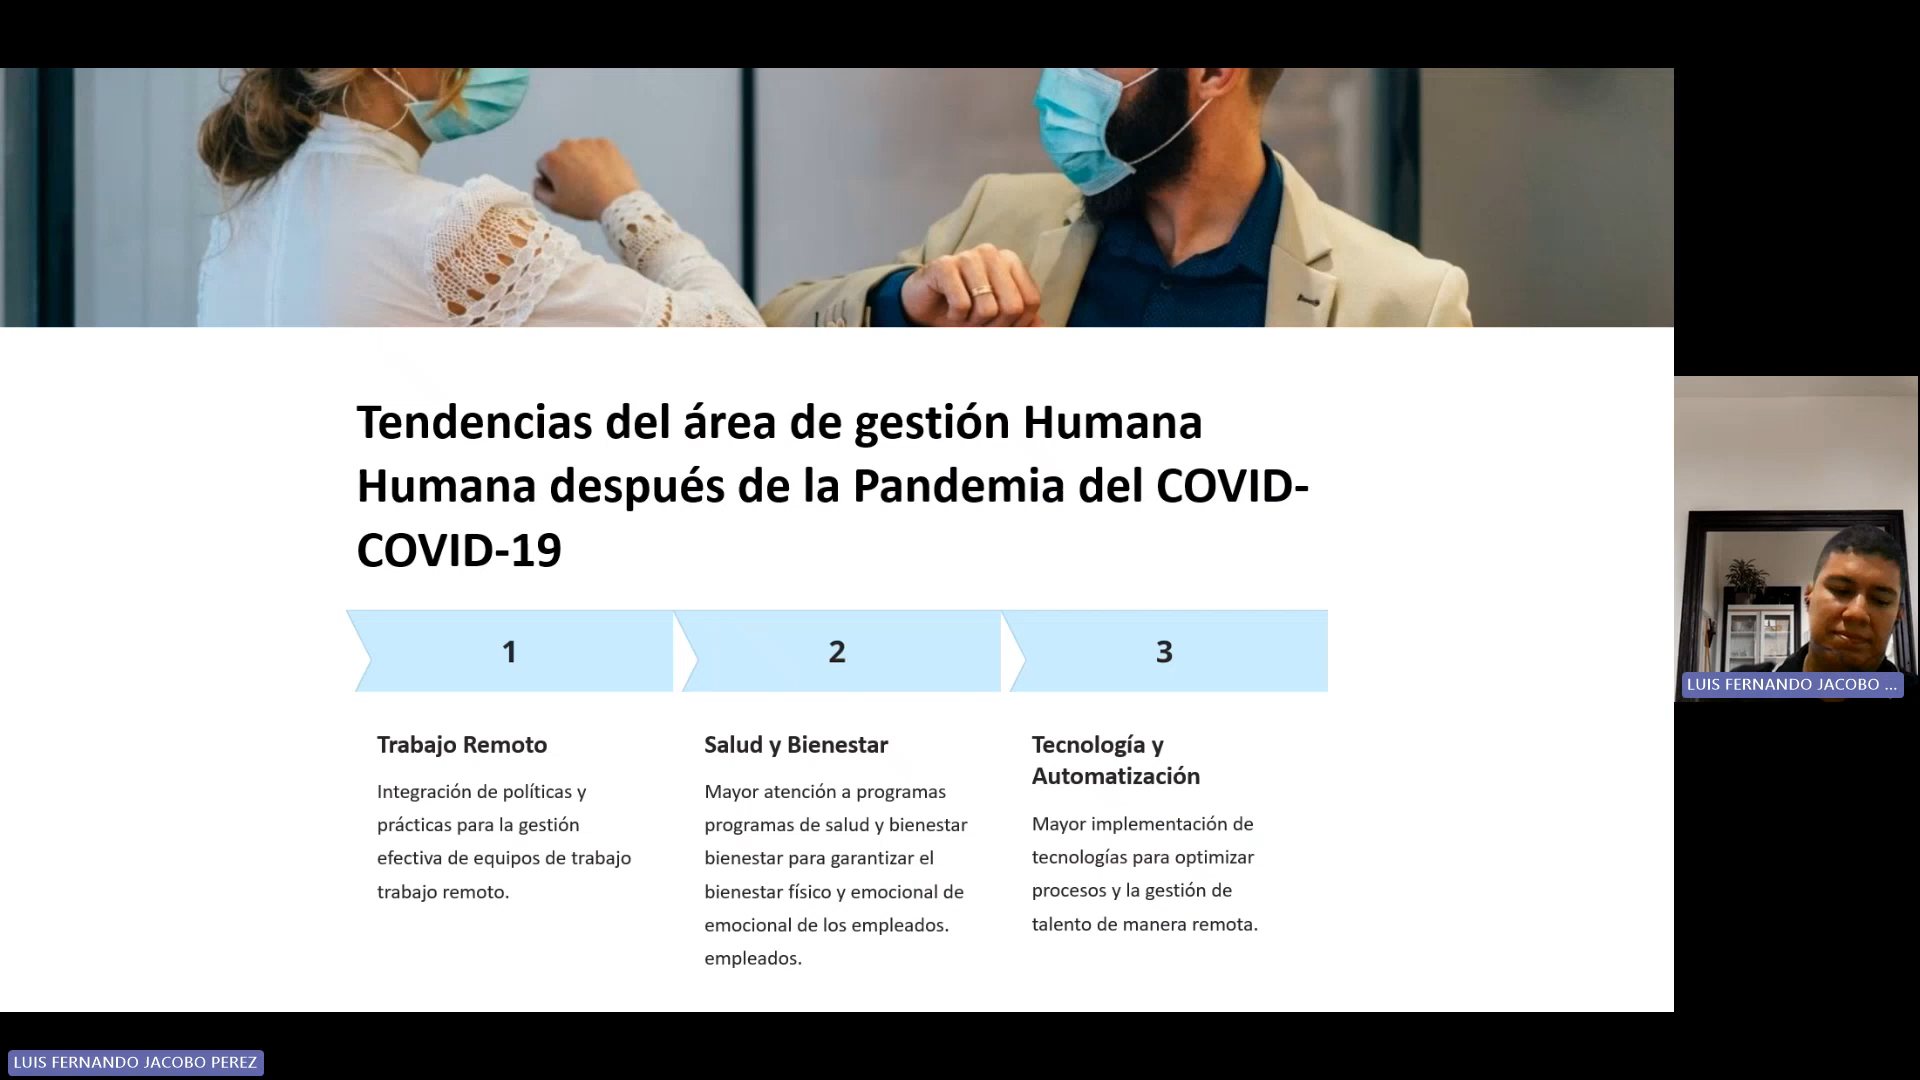 Tendencias del área de gestión Humana
Humana después de la Pandemia del COVID-
COVID-19
1
2
3
Trabajo Remoto
Integración de políticas y
prácticas para la gestión
efectiva de equipos de trabajo
trabajo remoto.
Salud y Bienestar
Mayor atención a programas
programas de salud y bienestar
bienestar para garantizar el
bienestar físico y emocional de
emocional de los empleados.
empleados.
Tecnología y
Automatización
Mayor implementación de
tecnologías para optimizar
procesos y la gestión de
talento de manera remota.
LUIS FERNANDO JACOBO ...
LUIS FERNANDO JACOBO PEREZ